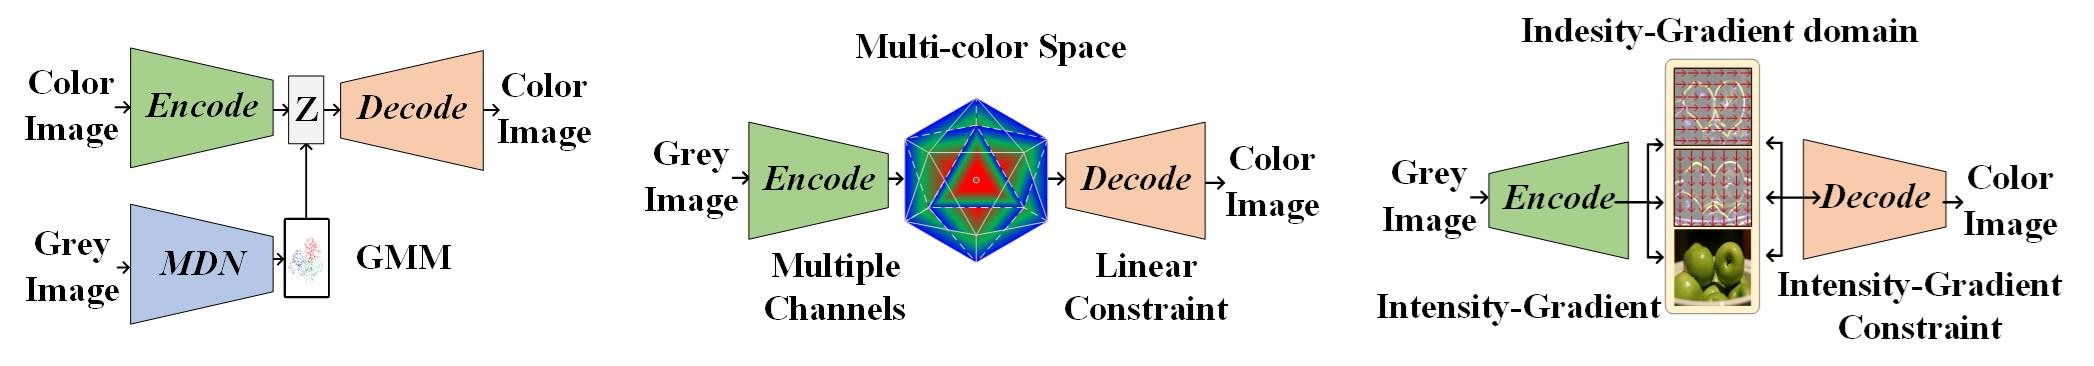 Color
Image
Encode
Z
Decode
Color
Image
Grey
Image
MDN
GMM
Multi-color Space
Grey
Image
Encode
Decode
Color
Image
Multiple
Channels
Linear
Constraint
Indesity-Gradient domain
Grey
Image
Encode
Decode
Color
Image
Intensity-Gradient
Intensity-Gradient
Constraint